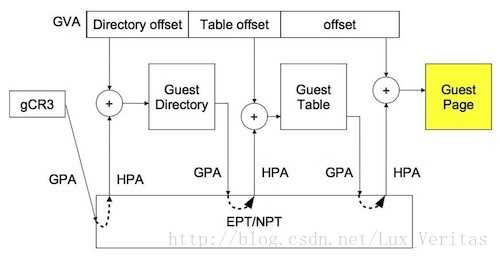 GVA
Directory offset
Table offset
offset
gCR3
+
Guest
Directory
+
Guest
Table
+
Guest
Page
GPA
HPA
GPA
HPA
GPA
HPA
EPT/NPT
http://blog.csdn.net/Lux_Veritas